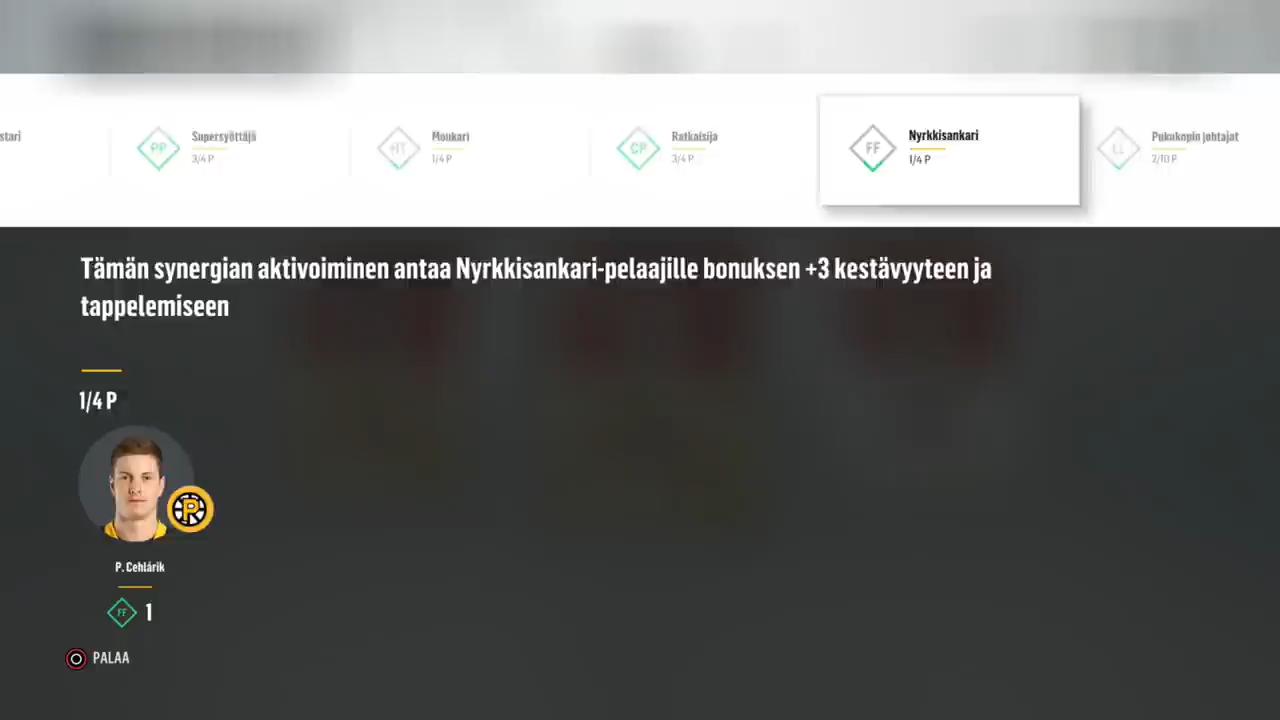 stari
PP
Supersyöttäjä
3/4 P
HT
Moukari
1/4 P
CP
Ratkaisija
3/4 P
FF
Nyrkkisankari
1/4 P
LL
Pukukopin johtajat
2/10 P
Tämän synergian aktivoiminen antaa Nyrkkisankari-pelaajille bonuksen +3 kestävyyteen ja
tappelemiseen
1/4 P
P
P. Cehlárik
FF 1
PALAA